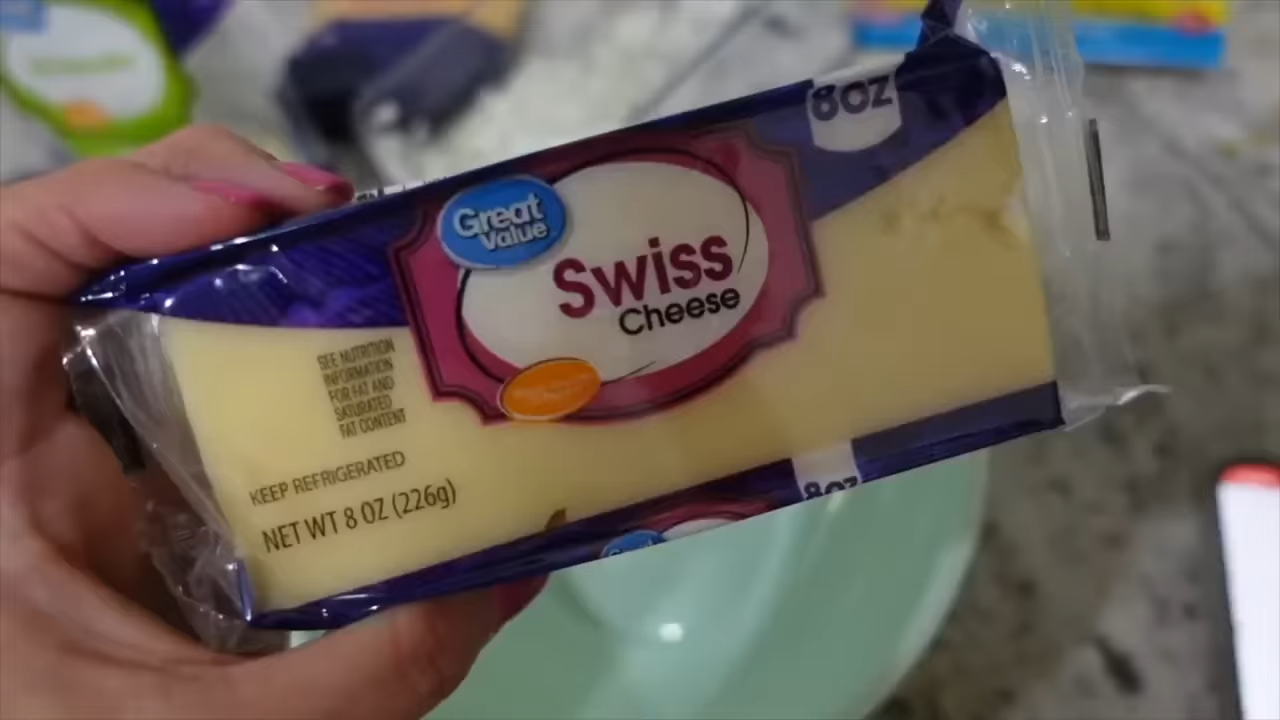 8OZ
Great
Value
Swiss
Cheese
SEE NUTRITION
INFORMATION
FOR FAT AND
SATURATED
FAT CONTENT
KEEP REFRIGERATED
NET WT 8 OZ (226g)
8OZ
Great